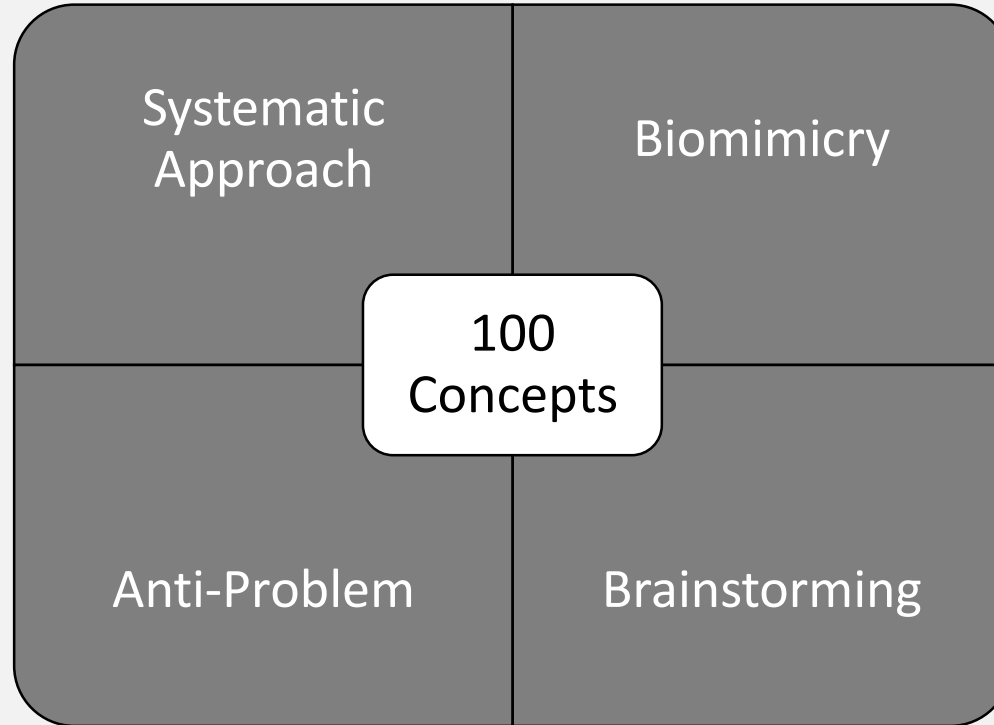 Systematic
Approach
Biomimicry
100
Concepts
Anti-Problem
Brainstorming